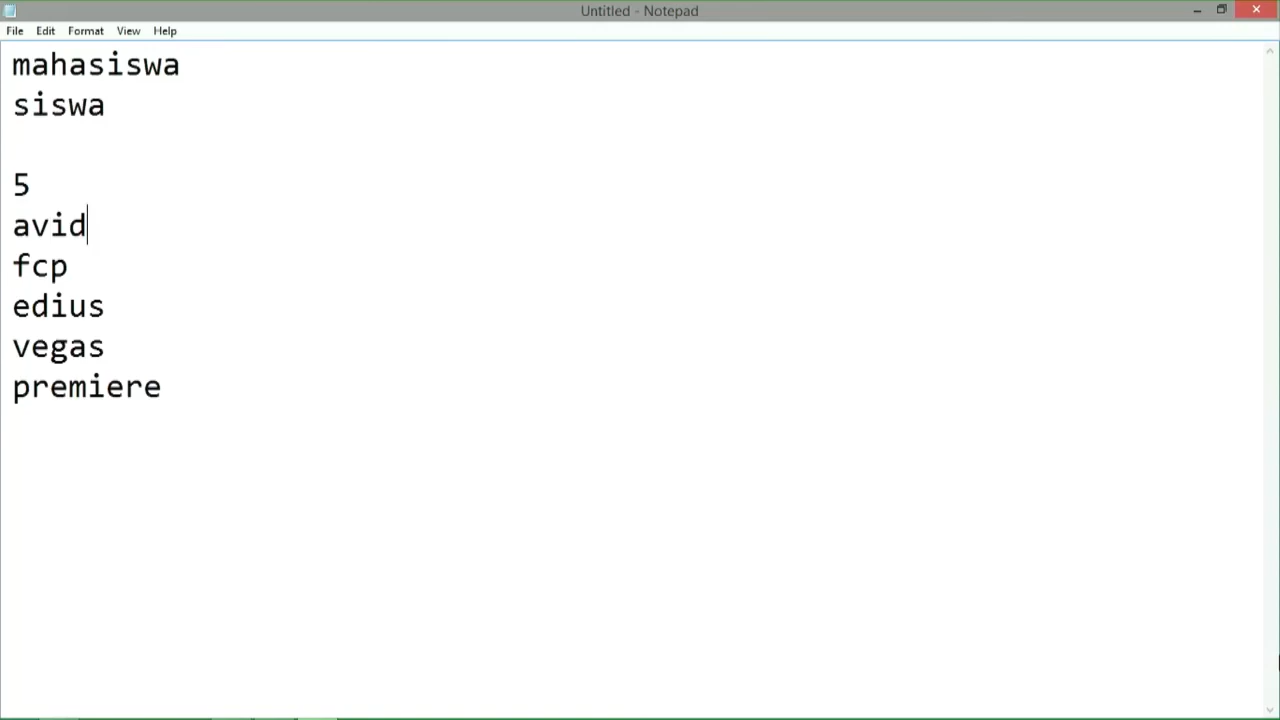 Untitled - Notepad
File Edit Format View Help
mahasiswa
siswa
5
avid
fcp
edius
vegas
premiere